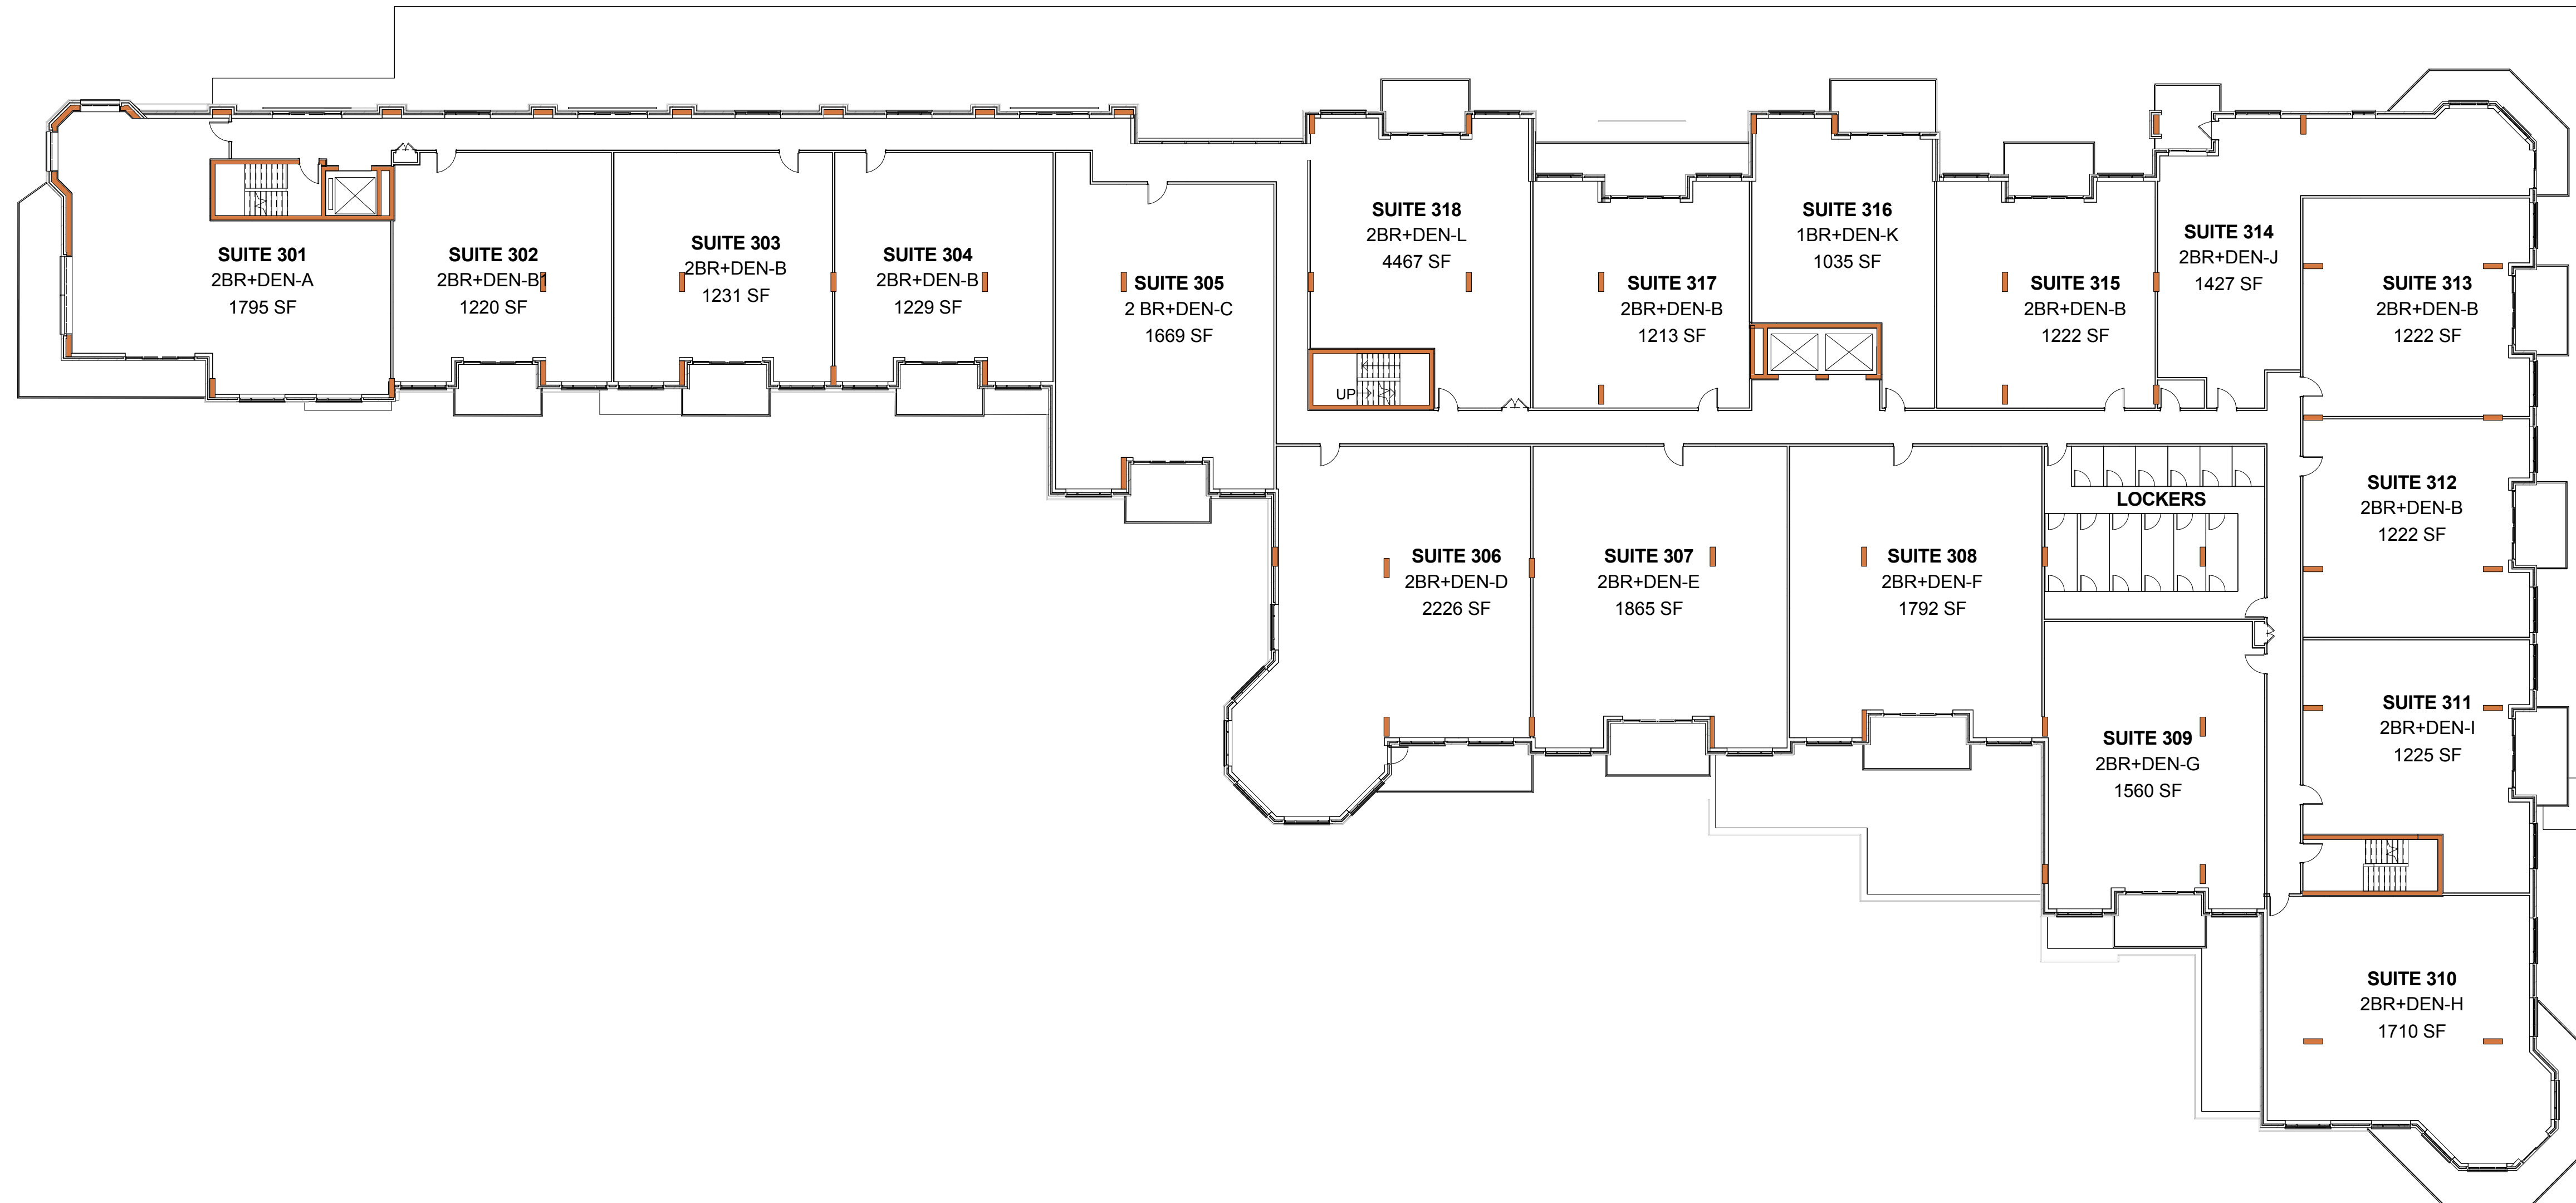 SUITE 301
2BR+DEN-A
1795 SF
SUITE 302
2BR+DEN-B1
1220 SF
SUITE 303
2BR+DEN-B
1231 SF
SUITE 304
2BR+DEN-B
1229 SF
SUITE 305
2 BR+DEN-C
1669 SF
SUITE 318
2BR+DEN-L
4467 SF
UP
SUITE 317
2BR+DEN-B
1213 SF
SUITE 316
1BR+DEN-K
1035 SF
SUITE 315
2BR+DEN-B
1222 SF
SUITE 314
2BR+DEN-J
1427 SF
SUITE 313
2BR+DEN-B
1222 SF
SUITE 306
2BR+DEN-D
2226 SF
SUITE 307
2BR+DEN-E
1865 SF
SUITE 308
2BR+DEN-F
1792 SF
LOCKERS
SUITE 312
2BR+DEN-B
1222 SF
SUITE 309
2BR+DEN-G
1560 SF
SUITE 311
2BR+DEN-I
1225 SF
SUITE 310
2BR+DEN-H
1710 SF